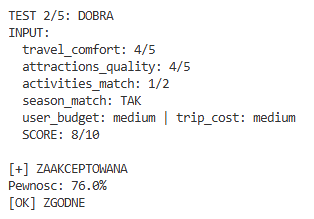 TEST 2/5: DOBRA
INPUT:
travel_comfort: 4/5
attractions_quality: 4/5
activities_match: 1/2
season_match: TAK
user_budget: medium | trip_cost: medium
SCORE: 8/10
[+] ZAAKCEPTOWANA
Pewnosc: 76.0%
[OK] ZGODNE